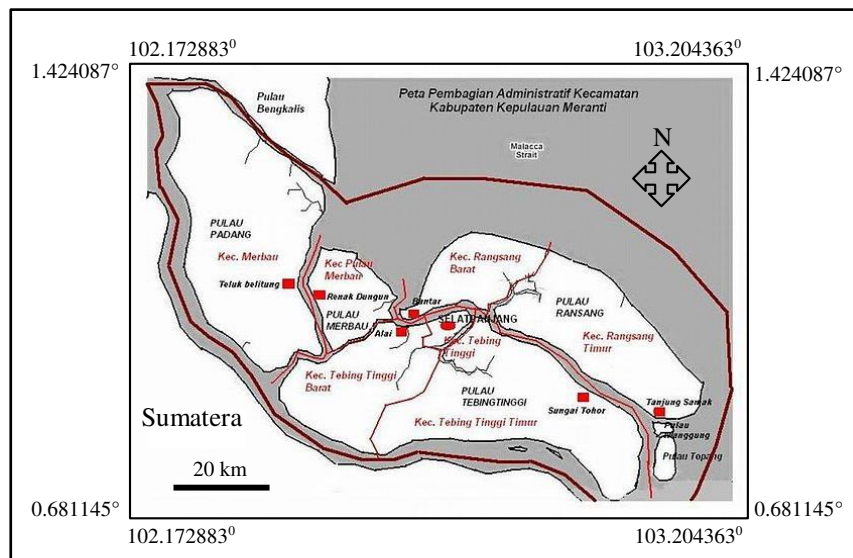 102.172883⁰
103.204363⁰
1.424087°
1.424087°
Peta Pembagian Administratif Kecamatan
Kabupaten Kepulauan Meranti
Pulau
Bengkalis
Malacca
Strait
N
PULAU
PADANG
Kec. Merbau
Kec Pulau
Merbau
Kec. Rangsang
Barat
Teluk belitung
Renak Dungun
PULAU
MERBAU
Bantar
SELATPANJANG
Alai
Kec. Tebing
Tinggi
PULAU
RANSANG
Kec. Rangsang
Timur
Kec. Tebing Tinggi
Barat
PULAU
TEBINGTINGGI
Kec. Tebing Tinggi Timur
Sungai Tohor
Tanjung Samak
Pulau
Pulau Topang
Sumatera
20 km
0.681145°
0.681145°
102.172883⁰
103.204363⁰